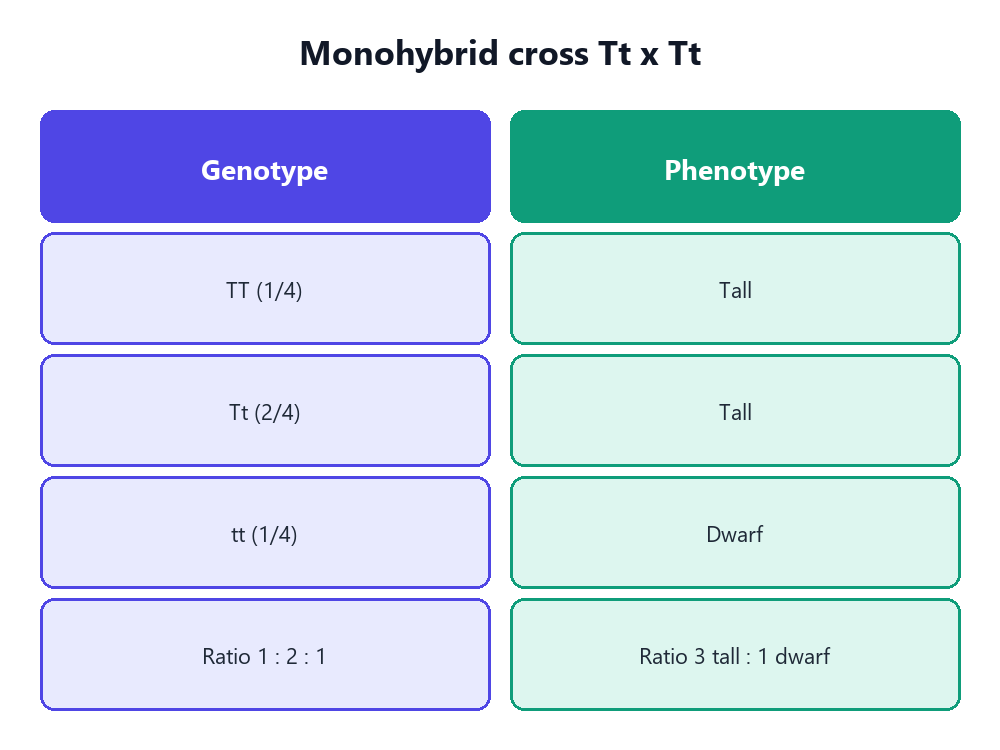 Monohybrid cross Tt x Tt
Genotype
Phenotype
TT (1/4)
Tall
Tt (2/4)
Tall
tt (1/4)
Dwarf
Ratio 1 : 2 : 1
Ratio 3 tall : 1 dwarf